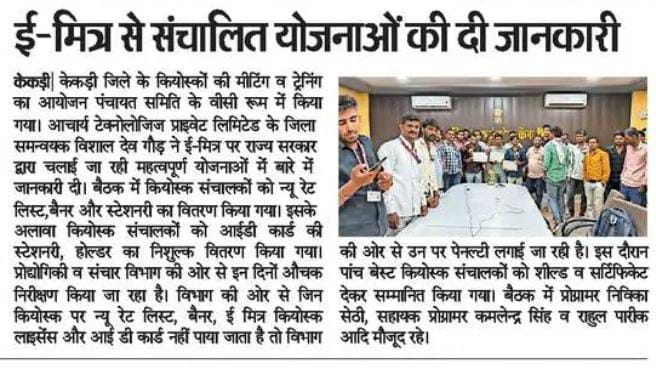 ई-मित्र से संचालित योजनाओं की दी जानकारी
केकड़ी| केकड़ी जिले के कियोस्कों की मीटिंग व ट्रेनिंग
का आयोजन पंचायत समिति के वीसी रूम में किया
गया। आचार्य टेक्नोलॉजिज प्राइवेट लिमिटेड के जिला
समन्वयक विशाल देव गौड़ ने ई-मित्र पर राज्य सरकार
द्वारा चलाई जा रही महत्वपूर्ण योजनाओं में बारे में
जानकारी दी। बैठक में कियोस्क संचालकों को न्यू रेट
लिस्ट,बैनर और स्टेशनरी का वितरण किया गया। इसके
अलावा कियोस्क संचालकों को आईडी कार्ड की
स्टेशनरी, होल्डर का निशुल्क वितरण किया गया।
प्रोद्योगिकी व संचार विभाग की ओर से इन दिनों औचक
निरीक्षण किया जा रहा है। विभाग की ओर से जिन
कियोस्क पर न्यू रेट लिस्ट, बैनर, ई मित्र कियोस्क
लाइसेंस और आई डी कार्ड नहीं पाया जाता है तो विभाग
की ओर से उन पर पेनल्टी लगाई जा रही है। इस दौरान
पांच बेस्ट कियोस्क संचालकों को शील्ड व सर्टिफिकेट
देकर सम्मानित किया गया। बैठक में प्रोग्रामर निक्किा
सेठी, सहायक प्रोग्रामर कमलेन्द्र सिंह व राहुल पारीक
आदि मौजूद रहे।